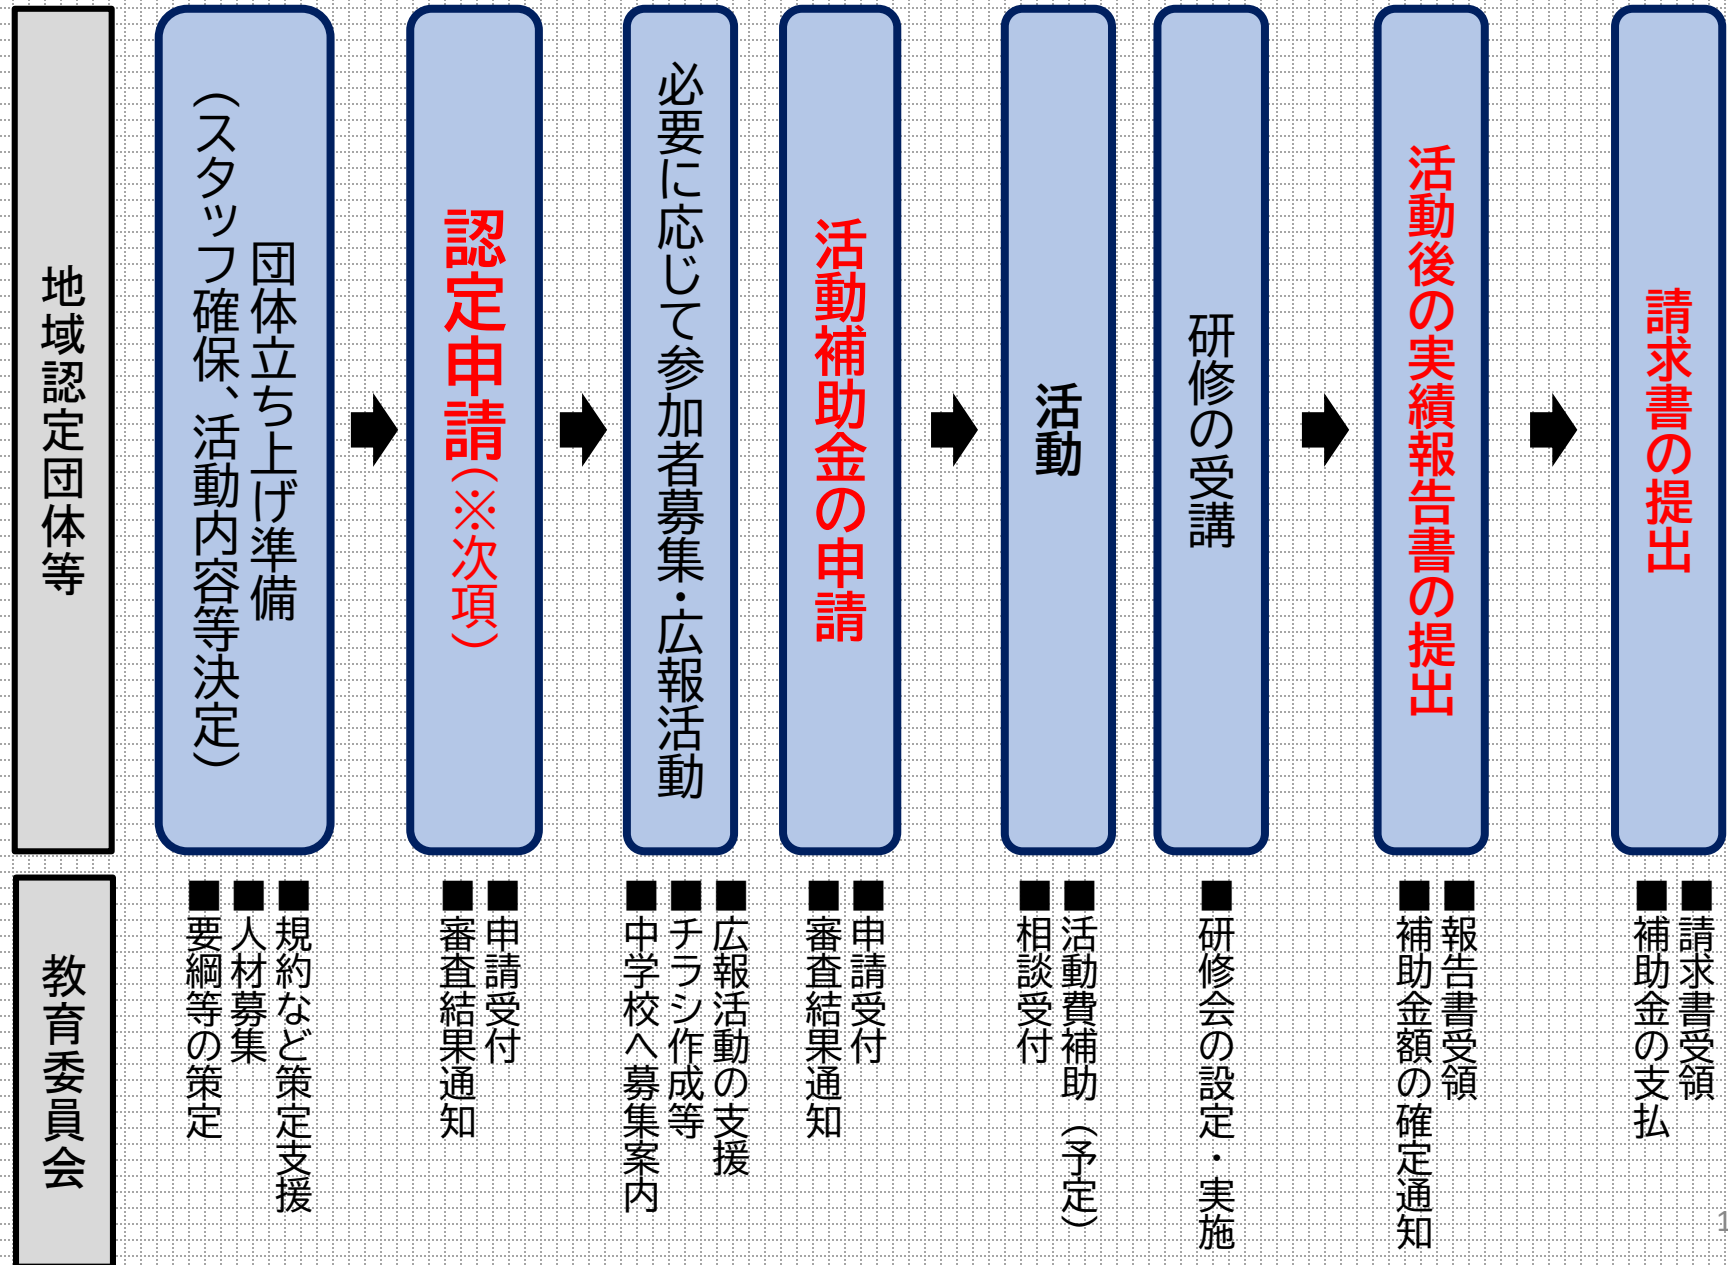 地域認定団体等
団体立ち上げ準備
（スタッフ確保、活動内容等決定）
認定申請（※次項）
必要に応じて参加者募集・広報活動
活動補助金の申請
活動
研修の受講
活動後の実績報告書の提出
請求書の提出
教育委員会
■規約など策定支援
■人材募集
■要綱等の策定
■申請受付
■審査結果通知
■広報活動の支援
■チラシ作成等
■中学校へ募集案内
■申請受付
■審査結果通知
■活動費補助（予定）
■相談受付
■研修会の設定・実施
■報告書受領
■補助金額の確定通知
■請求書受領
■補助金の支払